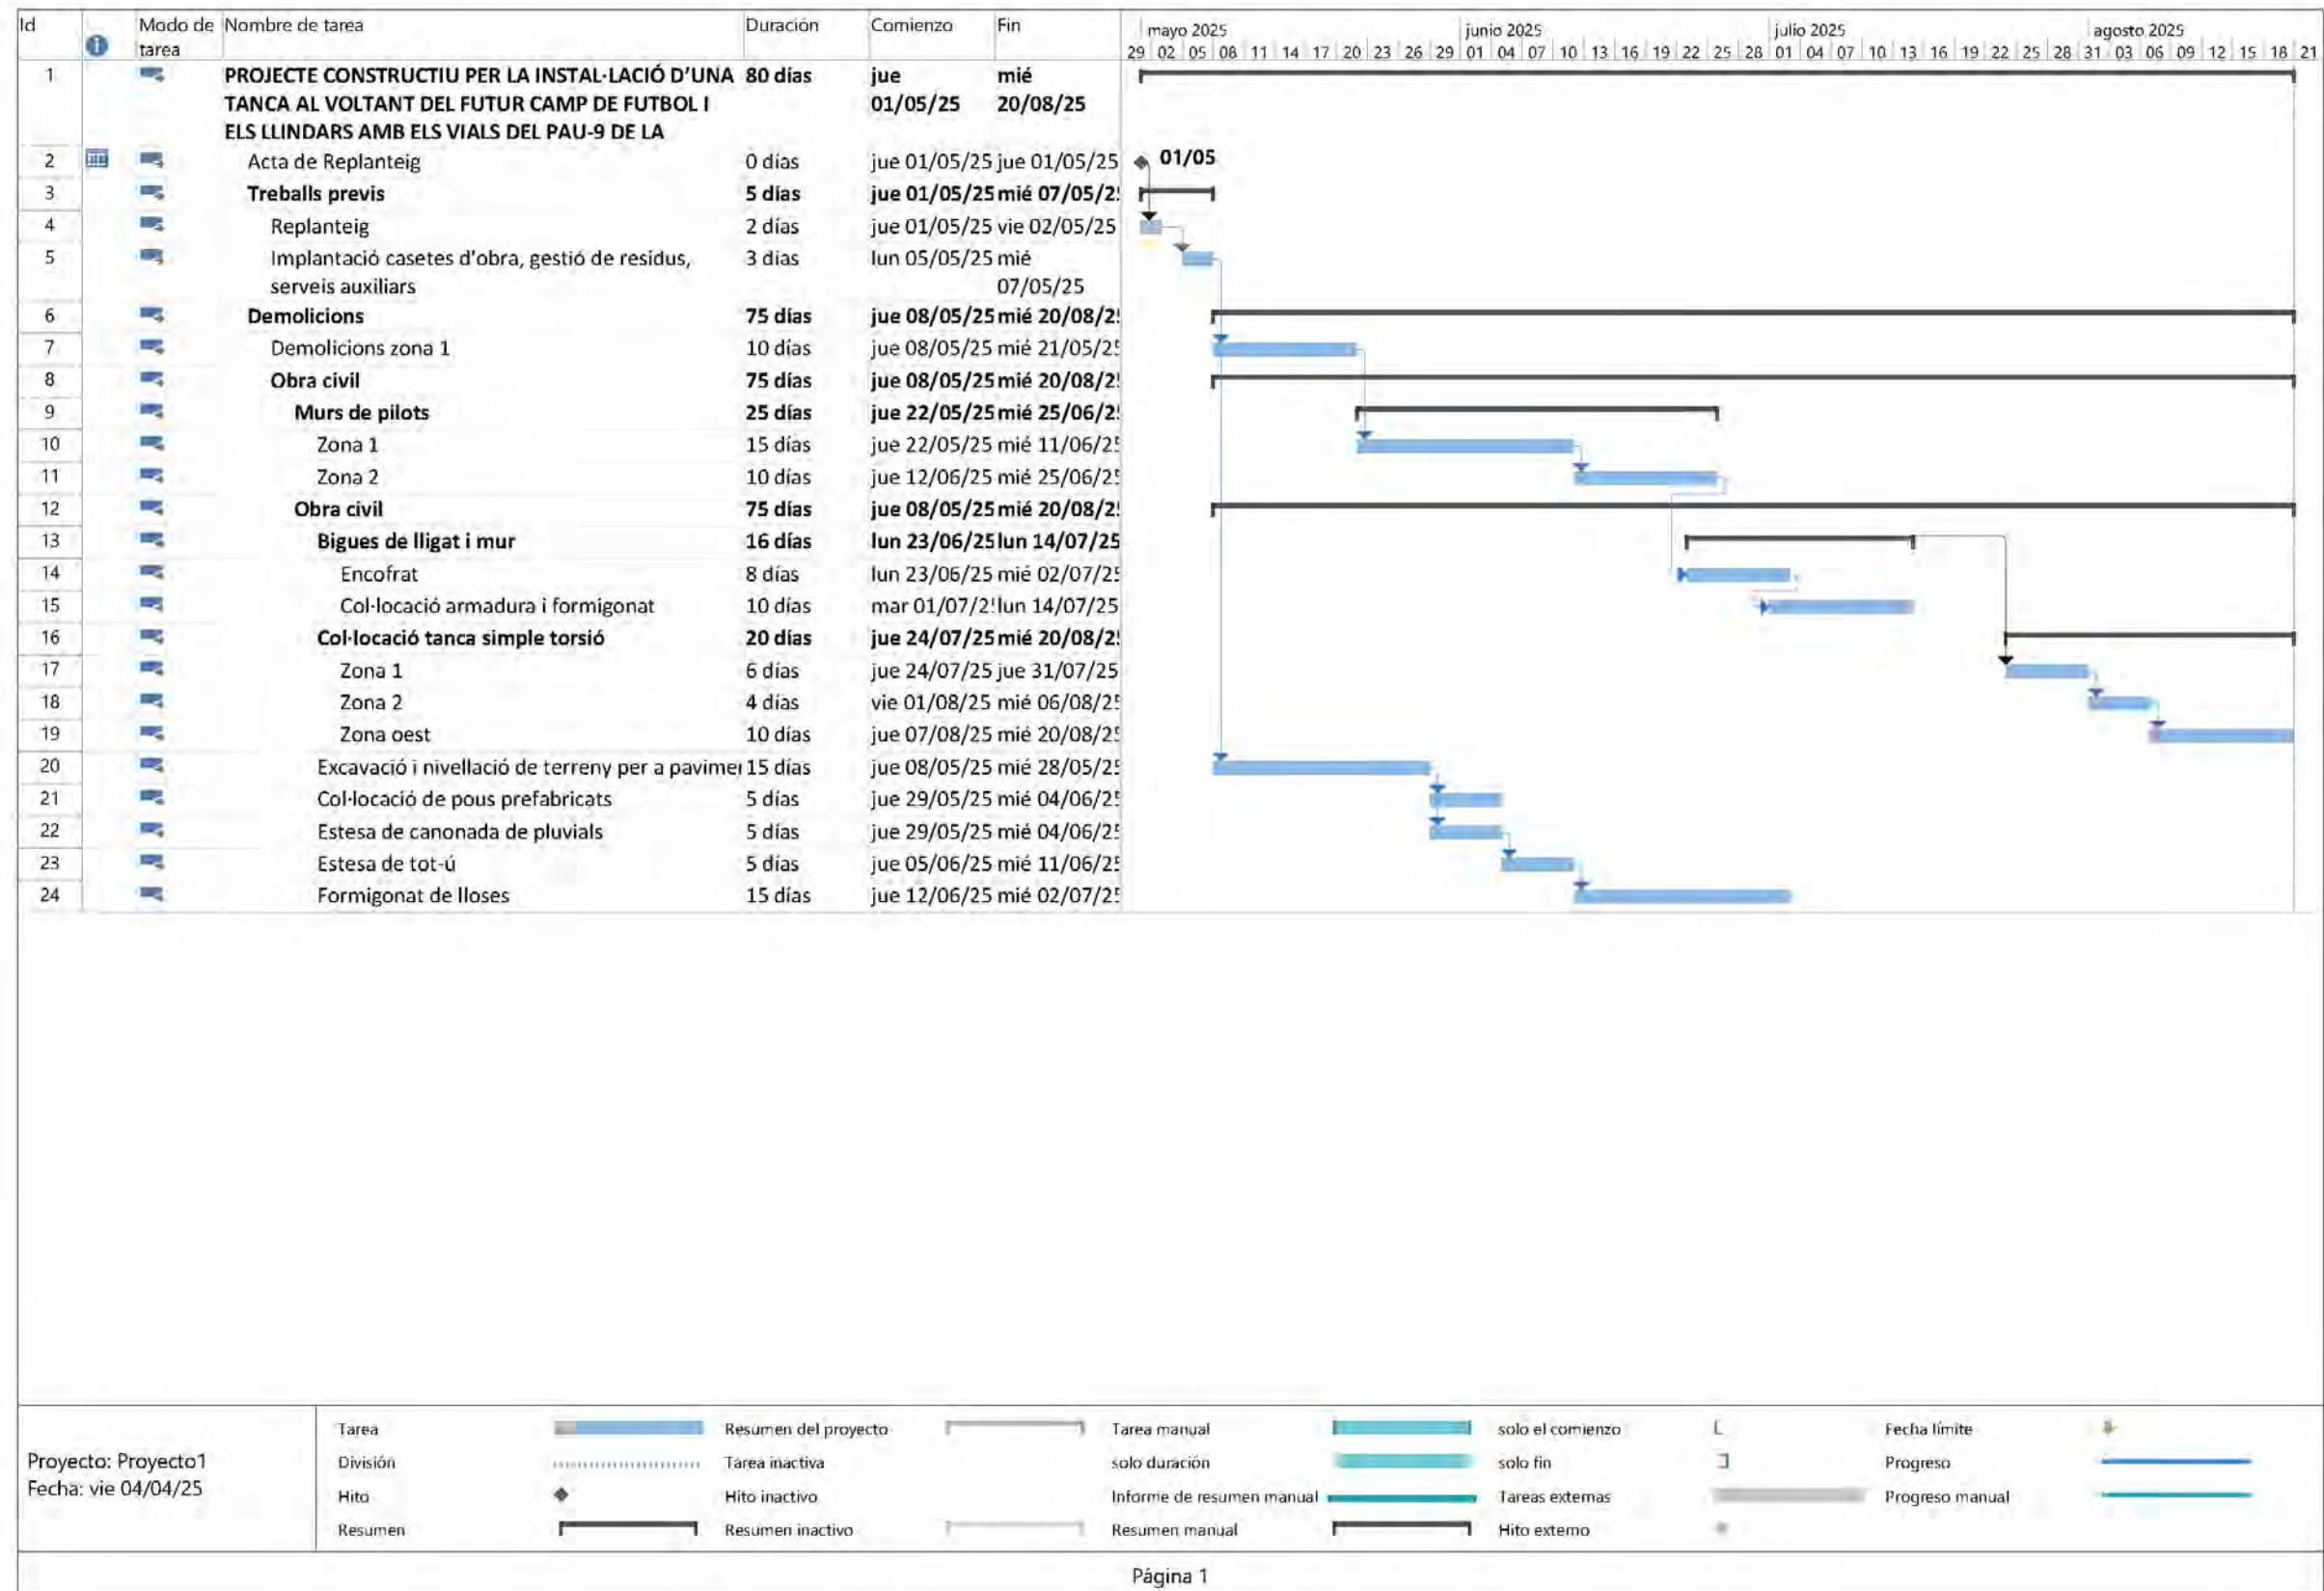 Id Modo de Nombre de tarea Duración Comienzo Fin mayo 2025 junio 2025 julio 2025 agosto 2025
tarea 29 02 05 08 11 14 17 20 23 26 29 01 04 07 10 13 16 19 22 25 28 01 04 07 10 13 16 19 22 25 28 31 03 06 09 12 15 18 21
1 PROJECTE CONSTRUCTIU PER LA INSTAL·LACIÓ D'UNA 80 días jue mié
TANCA AL VOLTANT DEL FUTUR CAMP DE FUTBOL I 01/05/25 20/08/25
ELS LLINDARS AMB ELS VIALS DEL PAU-9 DE LA
2 Acta de Replanteig 0 días jue 01/05/25 jue 01/05/25 01/05
3 Treballs previs 5 días jue 01/05/25 mié 07/05/2
4 Replanteig 2 días jue 01/05/25 vie 02/05/25
5 Implantació casetes d'obra, gestió de residus, 3 días lun 05/05/25 mié
serveis auxiliars 07/05/25
6 Demolicions 75 días jue 08/05/25 mié 20/08/2
7 Demolicions zona 1 10 días jue 08/05/25 mié 21/05/25
8 Obra civil 75 días jue 08/05/25 mié 20/08/2
9 Murs de pilots 25 días jue 22/05/25 mié 25/06/2
10 Zona 1 15 días jue 22/05/25 mié 11/06/25
11 Zona 2 10 días jue 12/06/25 mié 25/06/25
12 Obra civil 75 días jue 08/05/25 mié 20/08/2
13 Bigues de lligat i mur 16 días lun 23/06/25 lun 14/07/25
14 Encofrat 8 días lun 23/06/25 mié 02/07/25
15 Col·locació armadura i formigonat 10 días mar 01/07/2 lun 14/07/25
16 Col·locació tanca simple torsió 20 días jue 24/07/25 mié 20/08/2
17 Zona 1 6 días jue 24/07/25 jue 31/07/25
18 Zona 2 4 días vie 01/08/25 mié 06/08/25
19 Zona oest 10 días jue 07/08/25 mié 20/08/25
20 Excavació i nivellació de terreny per a pavime 15 días jue 08/05/25 mié 28/05/25
21 Col·locació de pous prefabricats 5 días jue 29/05/25 mié 04/06/25
22 Estesa de canonada de pluvials 5 días jue 29/05/25 mié 04/06/25
23 Estesa de tot-ú 5 días jue 05/06/25 mié 11/06/25
24 Formigonat de lloses 15 días jue 12/06/25 mié 02/07/25
Proyecto: Proyecto1
Fecha: vie 04/04/25
Tarea Resumen del proyecto Tarea manual solo el comienzo Fecha límite
División Tarea inactiva solo duración solo fin Progreso
Hito Hito inactivo Informe de resumen manual Tareas externas Progreso manual
Resumen Resumen inactivo Resumen manual Hito externo
Página 1